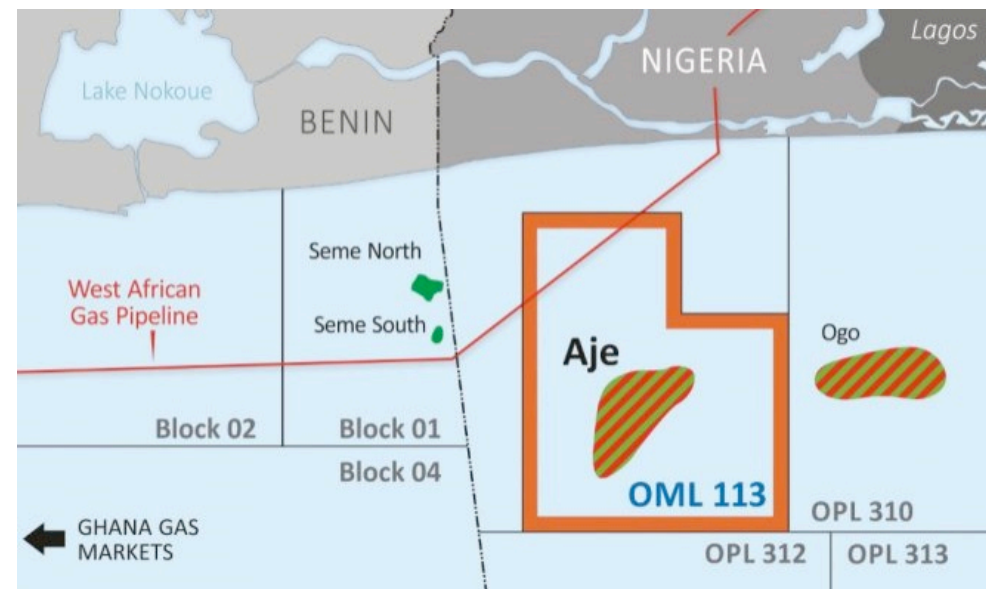 Lagos
NIGERIA
Lake Nokoue
BENIN
Seme North
West African
Gas Pipeline
Seme South
Ogo
Aje
Block 02
Block 01
Block 04
OML 113
OPL 310
GHANA GAS
MARKETS
OPL 312
OPL 313